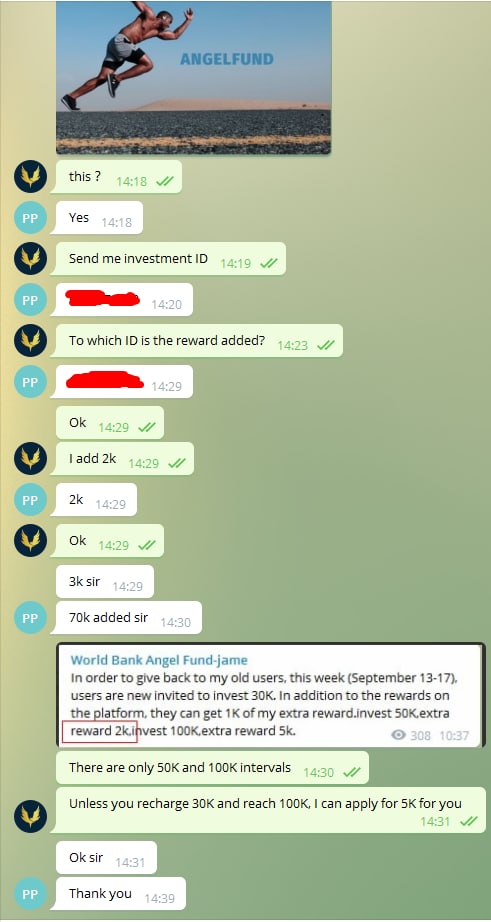 ANGELFUND
this ? 14:18
PP Yes 14:18
Send me investment ID 14:19
PP 14:20
To which ID is the reward added? 14:23
PP 14:29
Ok 14:29
I add 2k 14:29
PP 2k 14:29
Ok 14:29
3k sir 14:29
PP 70k added sir 14:30
World Bank Angel Fund-jame
In order to give back to my old users, this week (September 13-17),
users are new invited to invest 30K. In addition to the rewards on
the platform, they can get 1K of my extra reward.invest 50K,extra
reward 2k,invest 100K,extra reward 5k. 308 10:37
There are only 50K and 100K intervals 14:30
Unless you recharge 30K and reach 100K, I can apply for 5K for you
14:31
Ok sir 14:31
PP Thank you 14:39